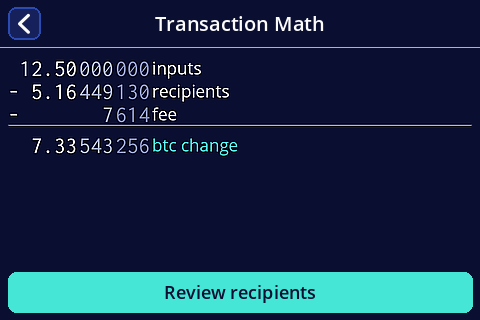 Transaction Math
12.50000000 inputs
- 5.16449130 recipients
- 7614 fee
7.33543256 btc change
Review recipients